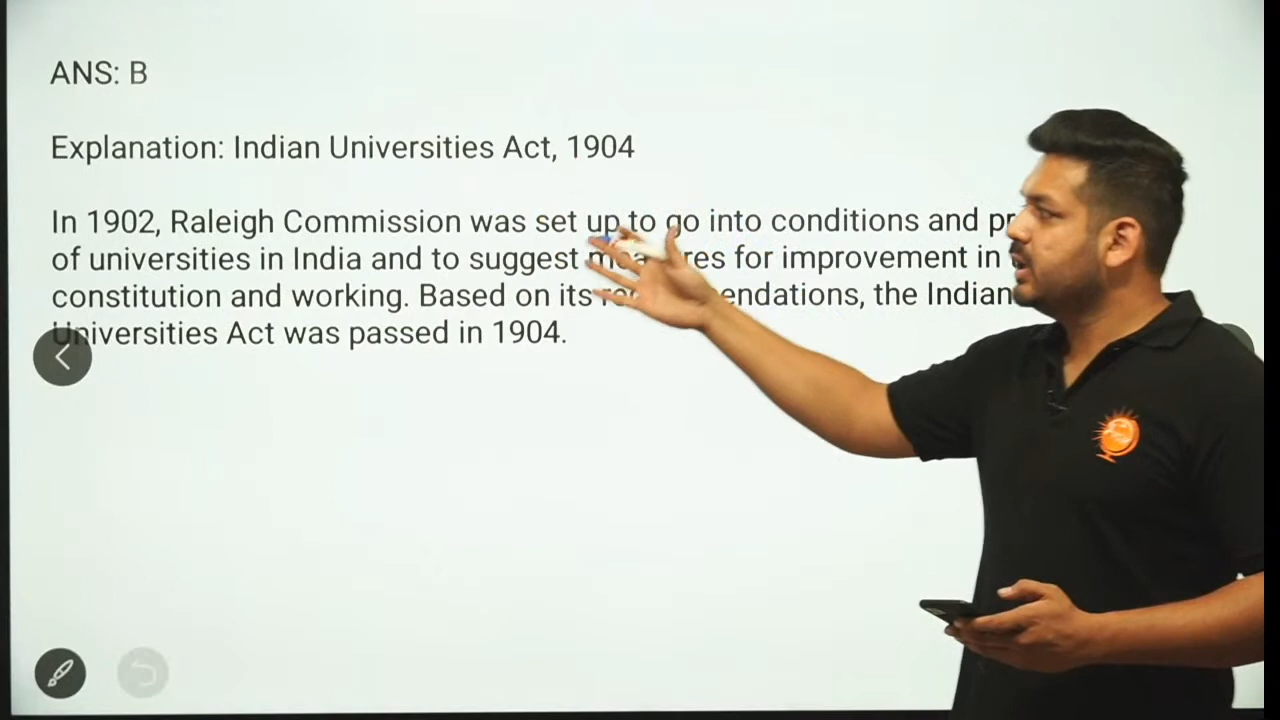 ANS: B
Explanation: Indian Universities Act, 1904
In 1902, Raleigh Commission was set up to go into conditions and
of universities in India and to suggest measures for improvement in
constitution and working. Based on its recommendations, the Indian
Universities Act was passed in 1904.